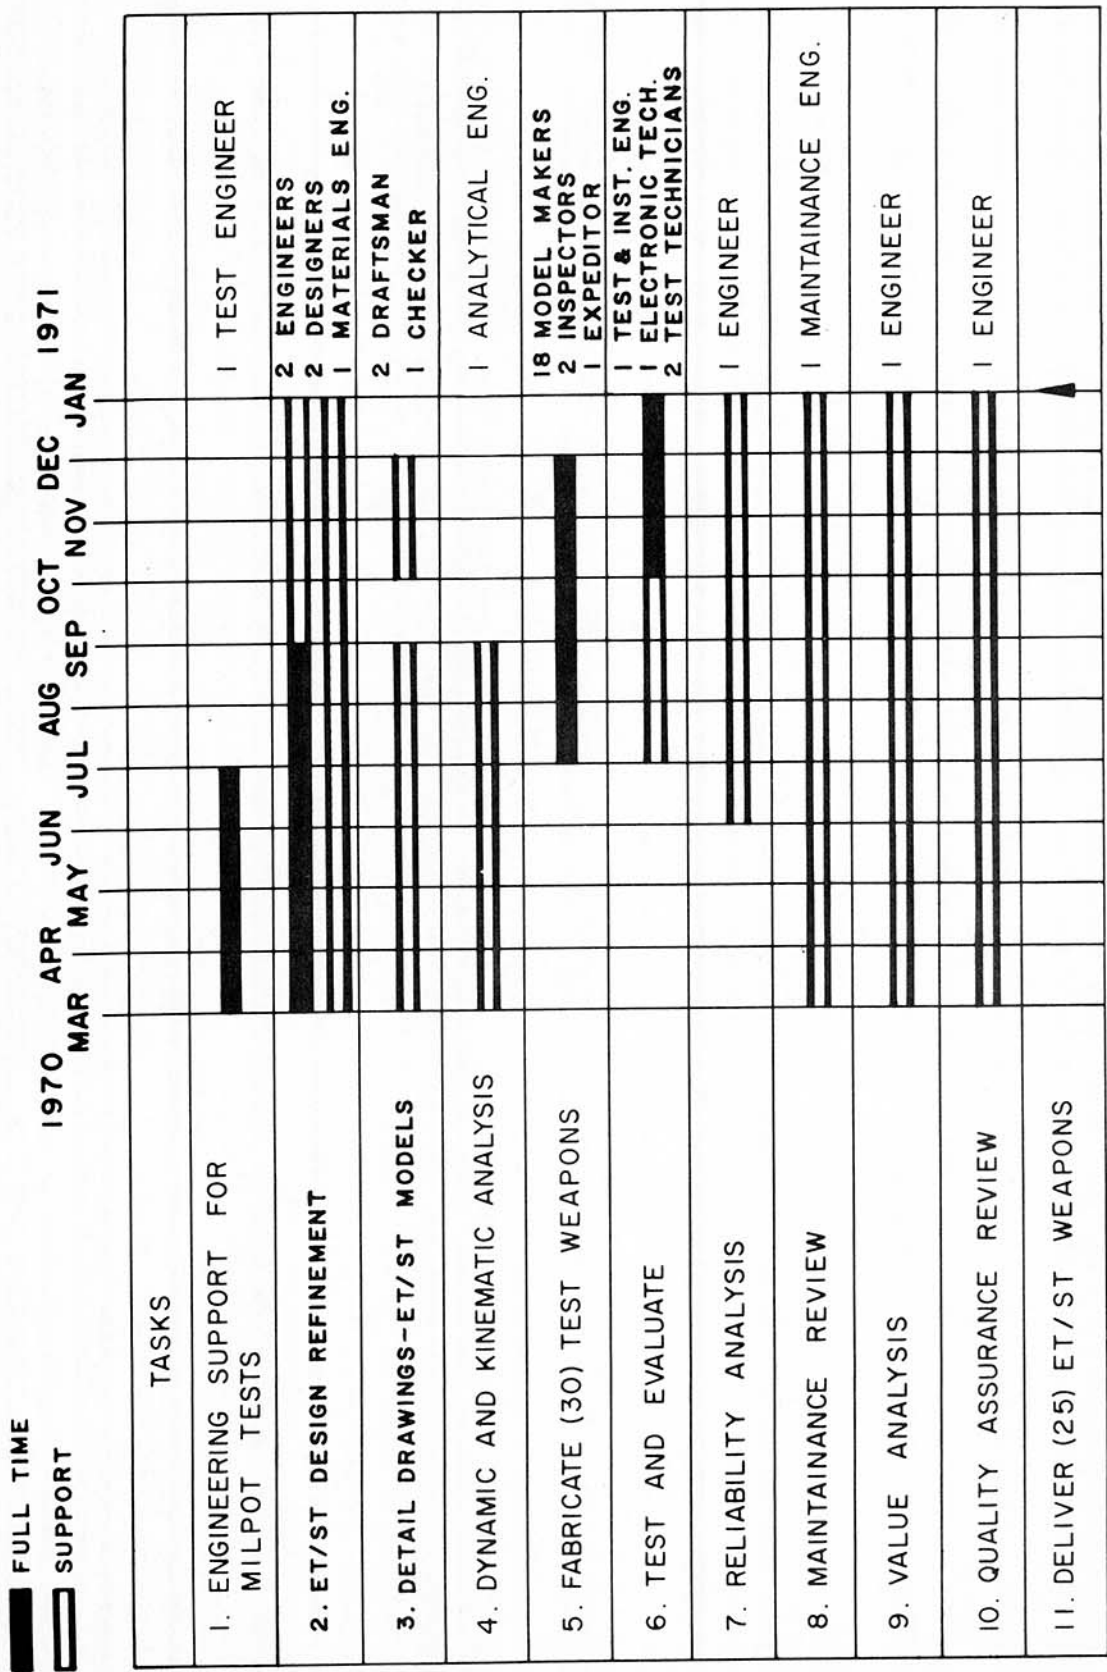 FULL TIME
SUPPORT
1970 1971
MAR APR MAY JUN JUL AUG SEP OCT NOV DEC JAN
TASKS
1. ENGINEERING SUPPORT FOR
MILPOT TESTS
1 TEST ENGINEER
2. ET/ST DESIGN REFINEMENT
2 ENGINEERS
2 DESIGNERS
1 MATERIALS ENG.
3. DETAIL DRAWINGS-ET/ST MODELS
2 DRAFTSMAN
1 CHECKER
4. DYNAMIC AND KINEMATIC ANALYSIS
1 ANALYTICAL ENG.
5. FABRICATE (30) TEST WEAPONS
18 MODEL MAKERS
2 INSPECTORS
1 EXPEDITOR
6. TEST AND EVALUATE
1 TEST & INST. ENG.
1 ELECTRONIC TECH.
2 TEST TECHNICIANS
7. RELIABILITY ANALYSIS
1 ENGINEER
8. MAINTAINANCE REVIEW
1 MAINTAINANCE ENG.
9. VALUE ANALYSIS
1 ENGINEER
10. QUALITY ASSURANCE REVIEW
1 ENGINEER
11. DELIVER (25) ET/ST WEAPONS